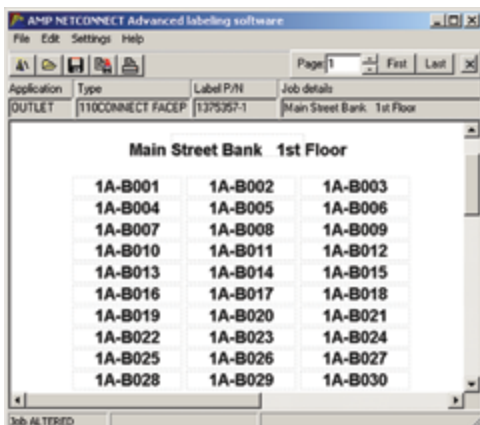 AMP NETCONNECT Advanced labeling software
File Edit Settings Help
Page: 1 First Last
Application Type Label P/N Job details
OUTLET 110CONNECT FACEP 1375357-1 Main Street Bank 1st Floor
Main Street Bank 1st Floor
1A-B001 1A-B002 1A-B003
1A-B004 1A-B005 1A-B006
1A-B007 1A-B008 1A-B009
1A-B010 1A-B011 1A-B012
1A-B013 1A-B014 1A-B015
1A-B016 1A-B017 1A-B018
1A-B019 1A-B020 1A-B021
1A-B022 1A-B023 1A-B024
1A-B025 1A-B026 1A-B027
1A-B028 1A-B029 1A-B030
Job ALTERED